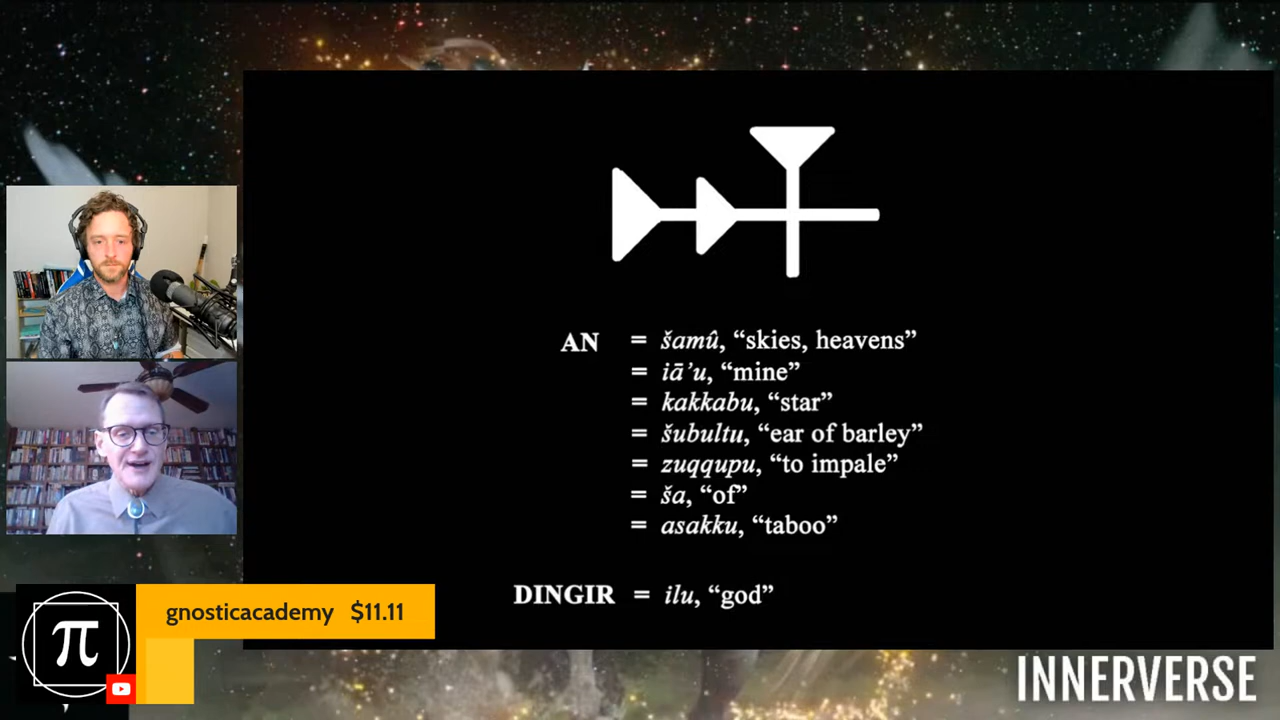 𒀭
AN = šamû, “skies, heavens”
= iā’u, “mine”
= kakkabu, “star”
= šubultu, “ear of barley”
= zuqqupu, “to impale”
= ša, “of”
= asakku, “taboo”
DINGIR = ilu, “god”
π
gnosticacademy $11.11
INNERVERSE